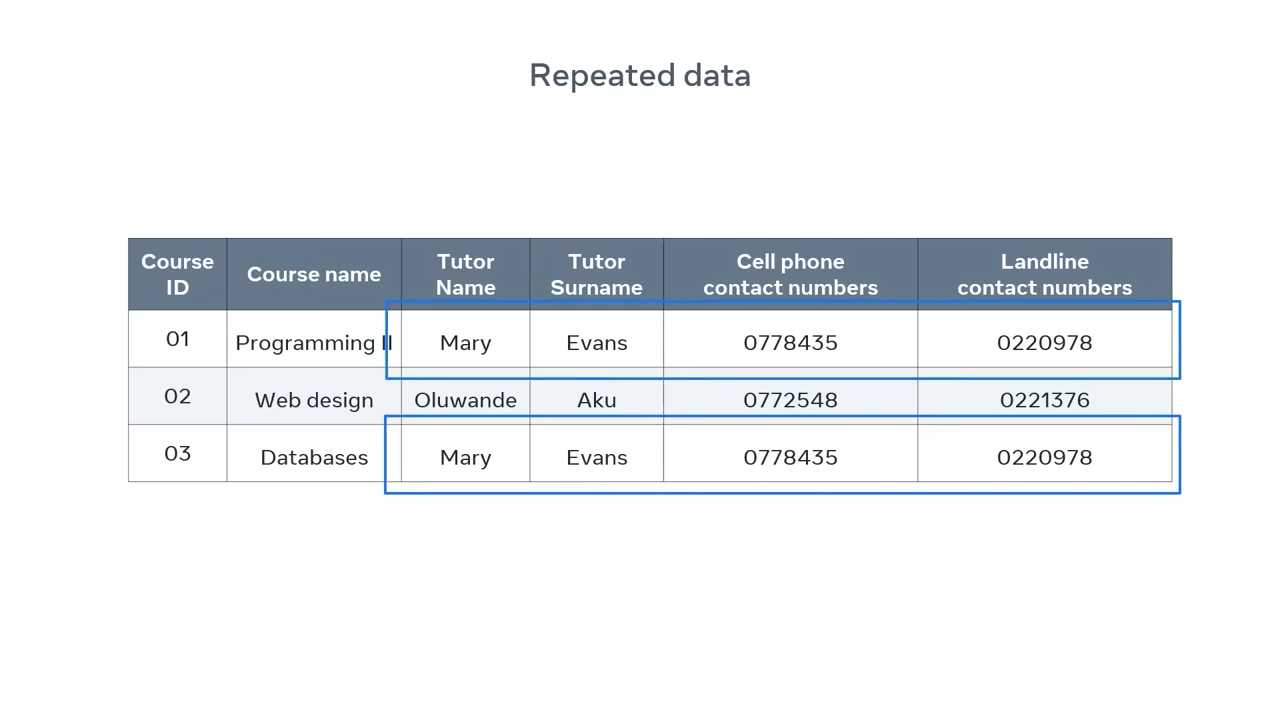 Repeated data
Course ID Course name Tutor Name Tutor Surname Cell phone contact numbers Landline contact numbers
01 Programming II Mary Evans 0778435 0220978
02 Web design Oluwande Aku 0772548 0221376
03 Databases Mary Evans 0778435 0220978